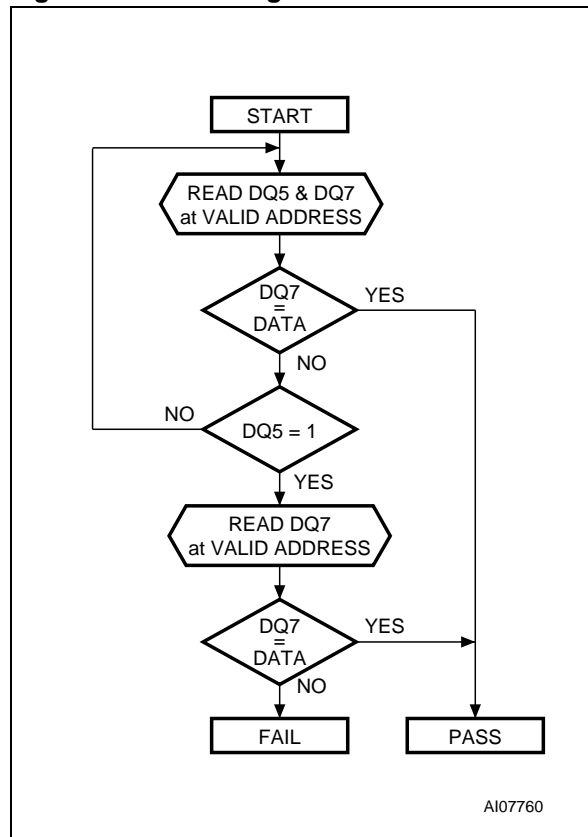 START
READ DQ5 & DQ7
at VALID ADDRESS
DQ7
=
DATA
YES
NO
NO
DQ5 = 1
YES
READ DQ7
at VALID ADDRESS
DQ7
=
DATA
YES
NO
FAIL
PASS
AI07760